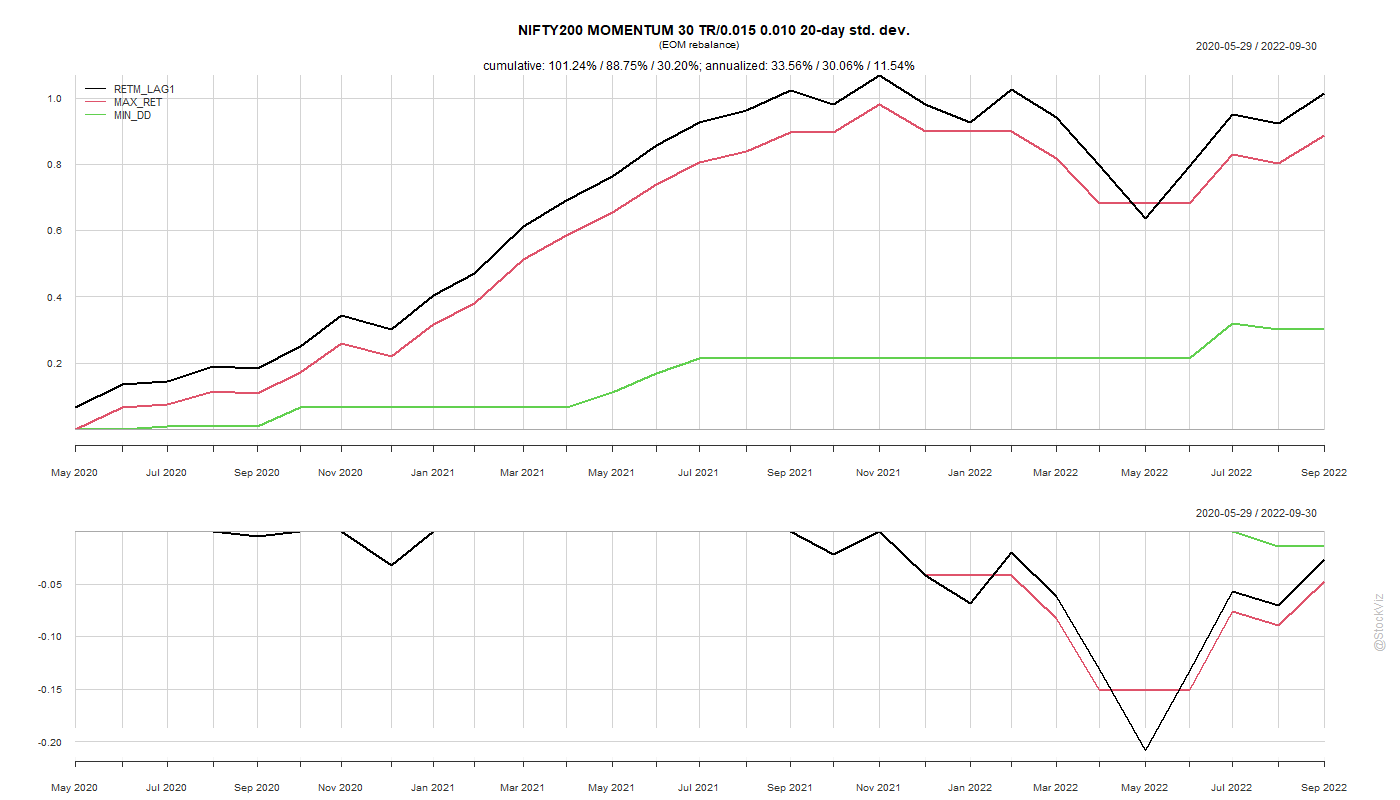 NIFTY200 MOMENTUM 30 TR/0.015 0.010 20-day std. dev.
(EOM rebalance)
2020-05-29 / 2022-09-30
cumulative: 101.24% / 88.75% / 30.20%; annualized: 33.56% / 30.06% / 11.54%
RETM_LAG1
MAX_RET
MIN_DD
1.0
0.8
0.6
0.4
0.2
May 2020 Jul 2020 Sep 2020 Nov 2020 Jan 2021 Mar 2021 May 2021 Jul 2021 Sep 2021 Nov 2021 Jan 2022 Mar 2022 May 2022 Jul 2022 Sep 2022
2020-05-29 / 2022-09-30
-0.05
-0.10
-0.15
-0.20
May 2020 Jul 2020 Sep 2020 Nov 2020 Jan 2021 Mar 2021 May 2021 Jul 2021 Sep 2021 Nov 2021 Jan 2022 Mar 2022 May 2022 Jul 2022 Sep 2022
@StockViz